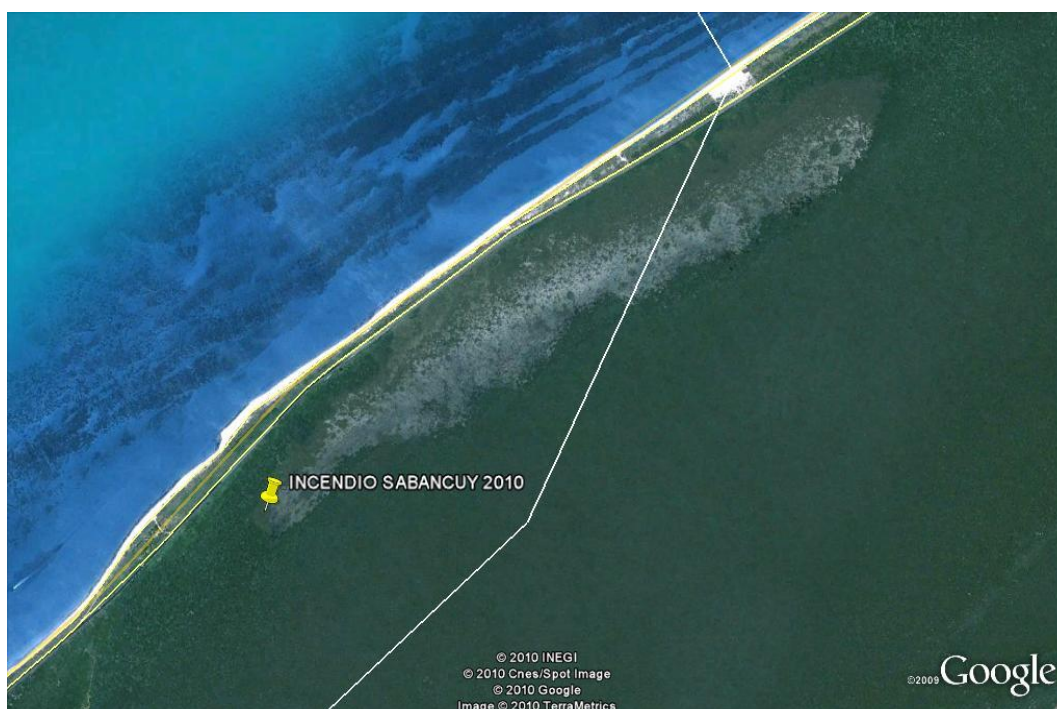 INCENDIO SABANCUY 2010
© 2010 INEGI
© 2010 Cnes/Spot Image
© 2010 Google
Image © 2010 TerraMetrics
©2009 Google